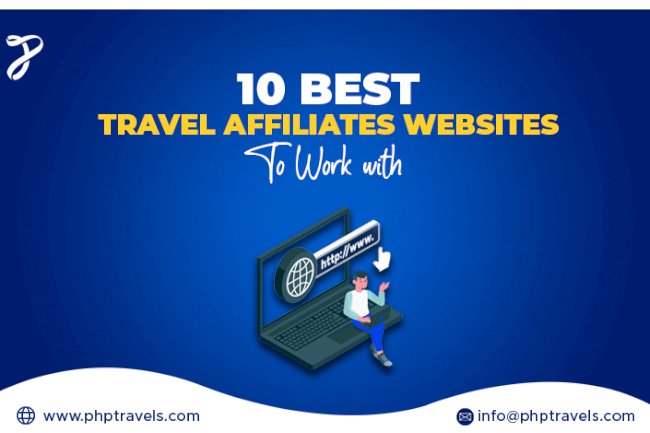 10 BEST
TRAVEL AFFILIATES WEBSITES
To Work with
http://www.
www.phptravels.com
info@phptravels.com